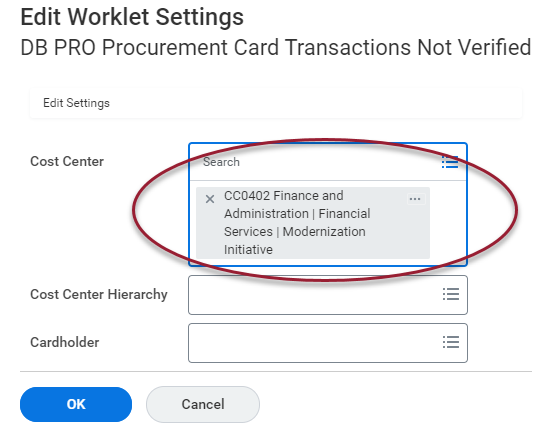 Edit Worklet Settings
DB PRO Procurement Card Transactions Not Verified
Edit Settings
Cost Center
Search
CC0402 Finance and
Administration | Financial
Services | Modernization
Initiative
Cost Center Hierarchy
Cardholder
OK
Cancel